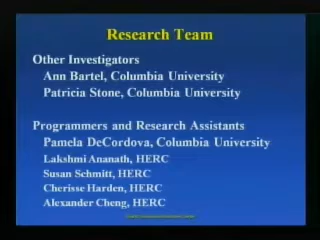 Research Team
Other Investigators
Ann Bartel, Columbia University
Patricia Stone, Columbia University
Programmers and Research Assistants
Pamela DeCordova, Columbia University
Lakshmi Ananath, HERC
Susan Schmitt, HERC
Cherisse Harden, HERC
Alexander Cheng, HERC